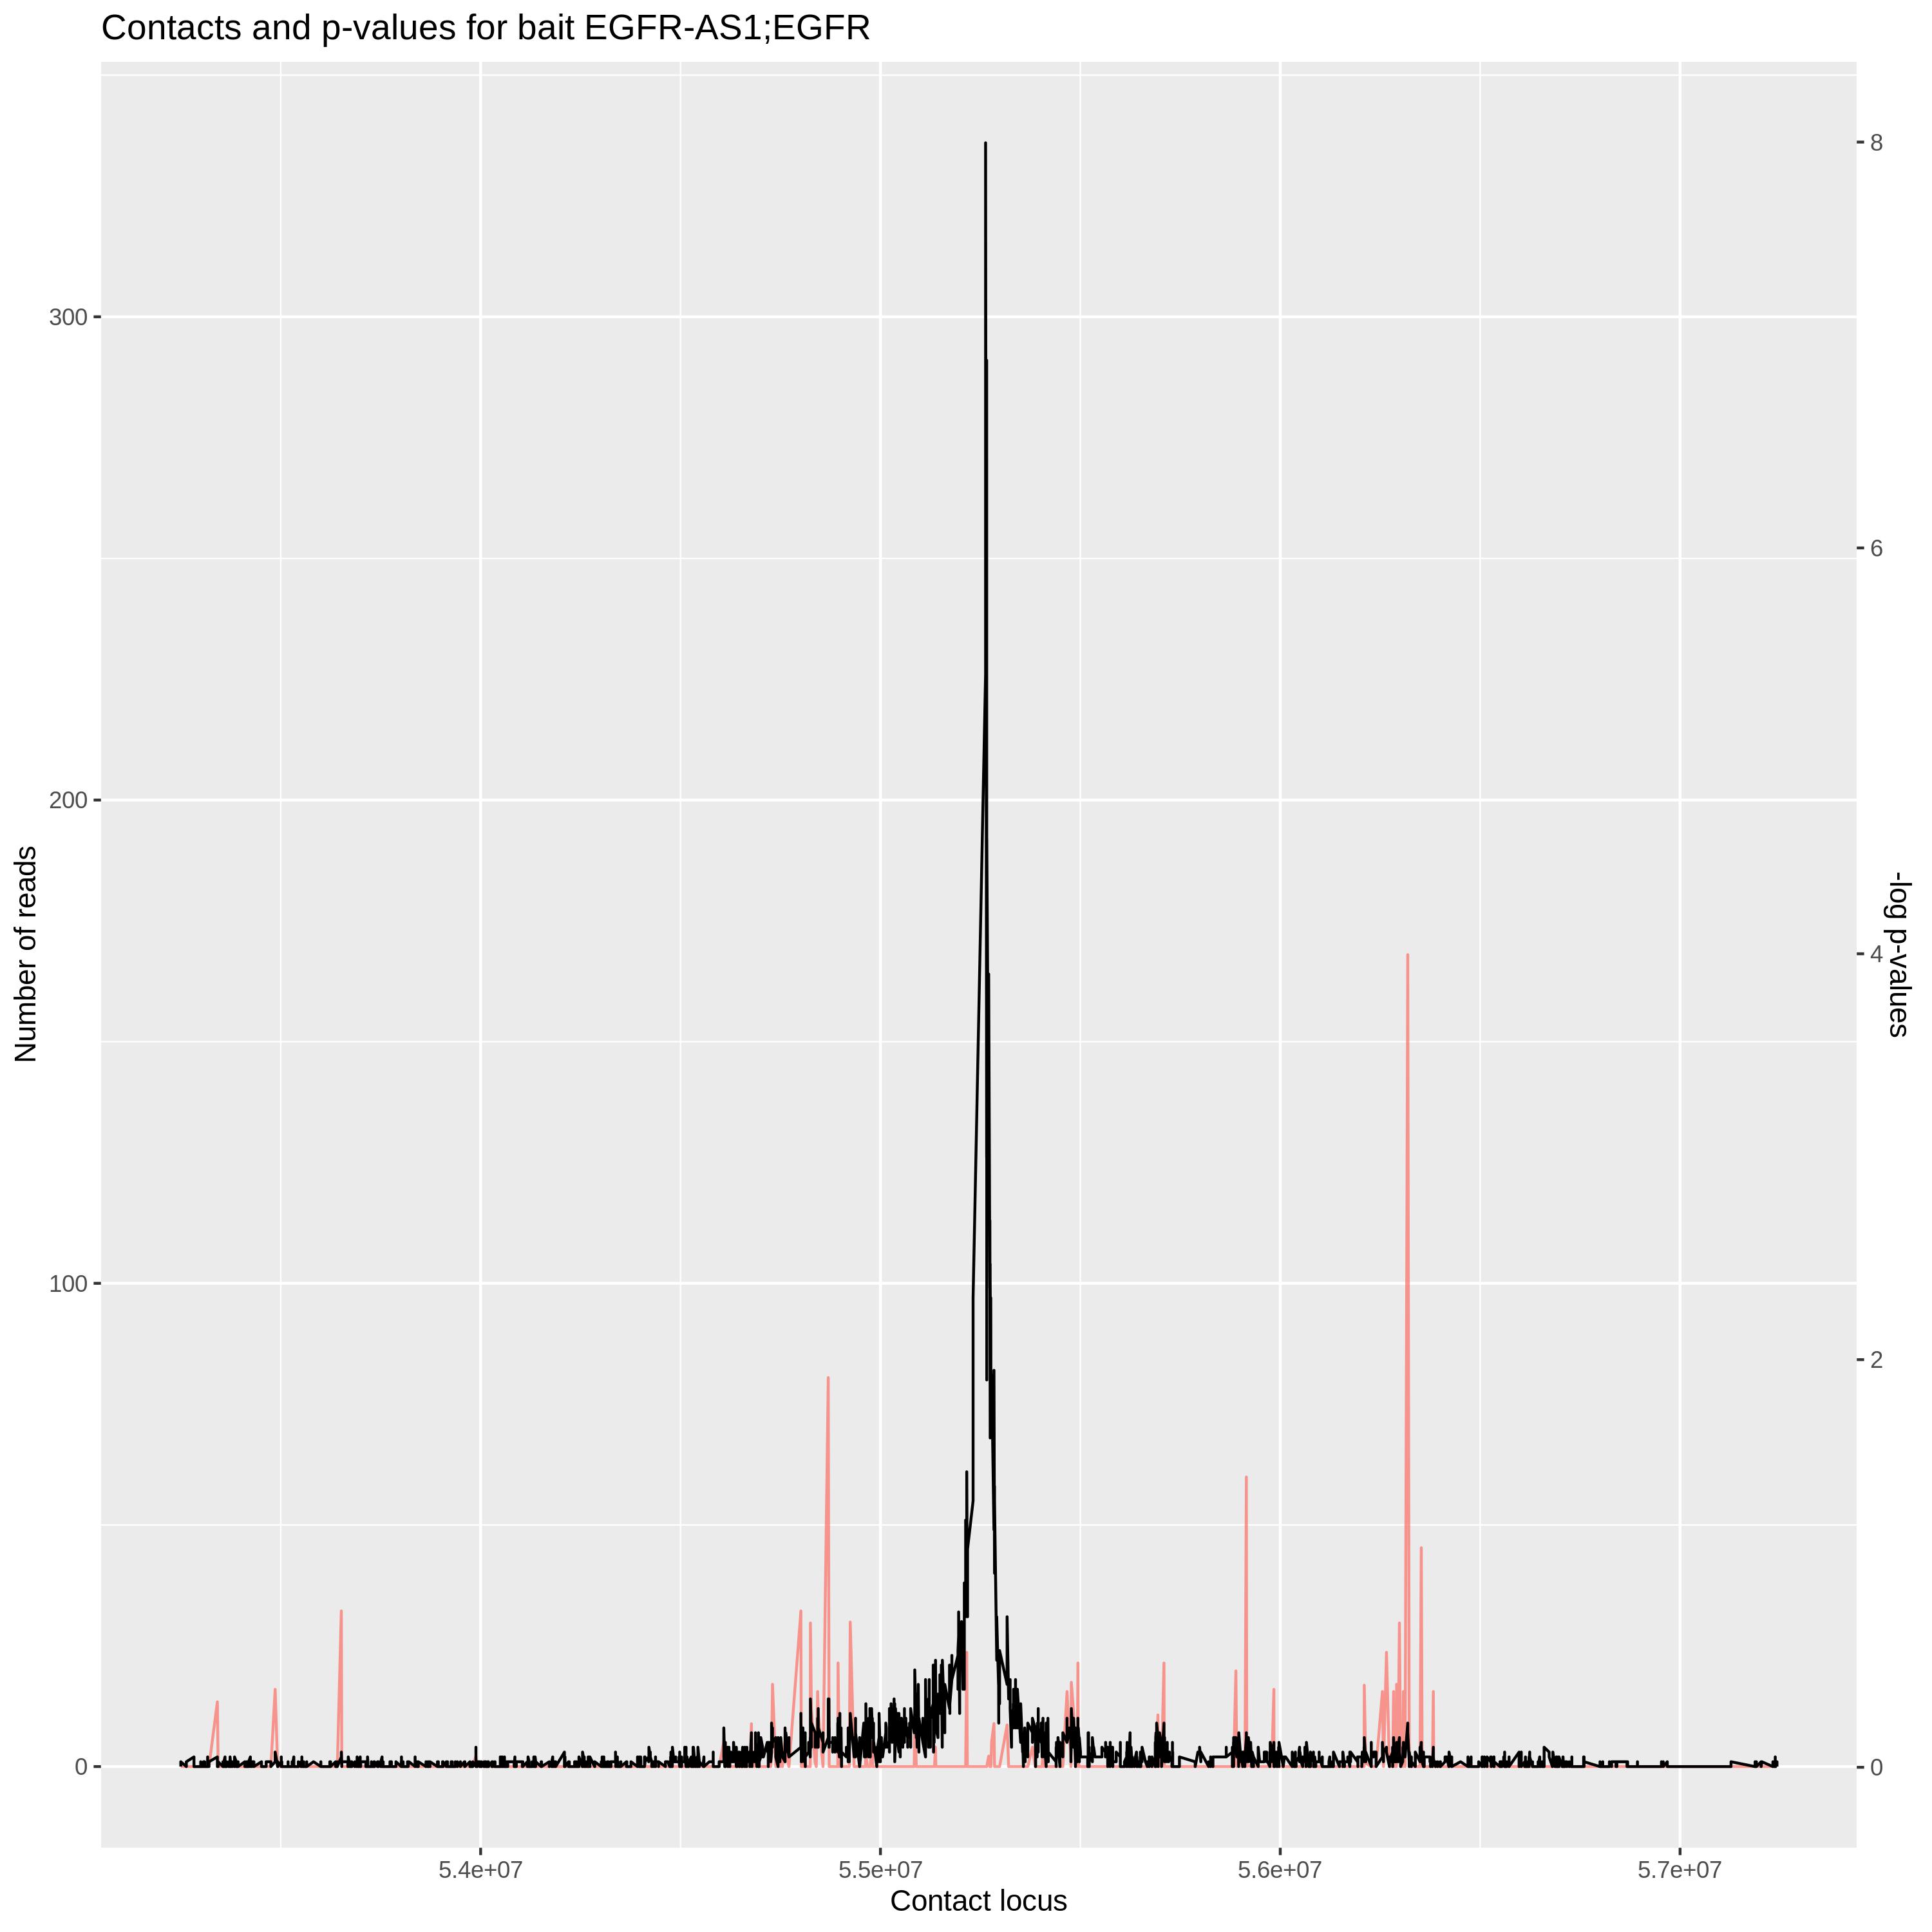 Contacts and p-values for bait EGFR-AS1;EGFR
Number of reads
300
200
100
0
8
6
4
2
0
-log p-values
5.4e+07 5.5e+07 5.6e+07 5.7e+07
Contact locus